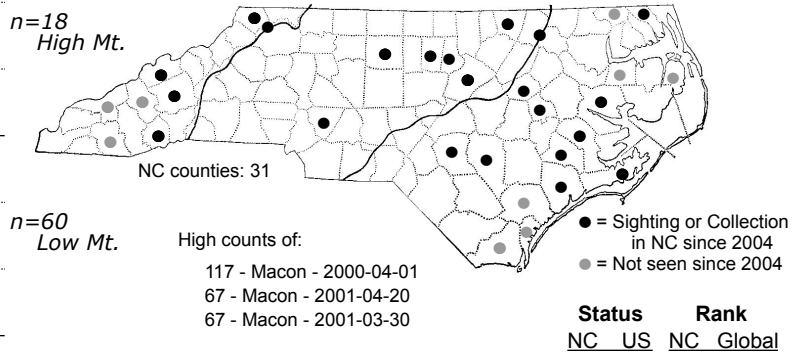 n=18
High Mt.
NC counties: 31
n=60
Low Mt.
High counts of:
117 - Macon - 2000-04-01
67 - Macon - 2001-04-20
67 - Macon - 2001-03-30
● = Sighting or Collection
in NC since 2004
● = Not seen since 2004
Status Rank
NC US NC Global